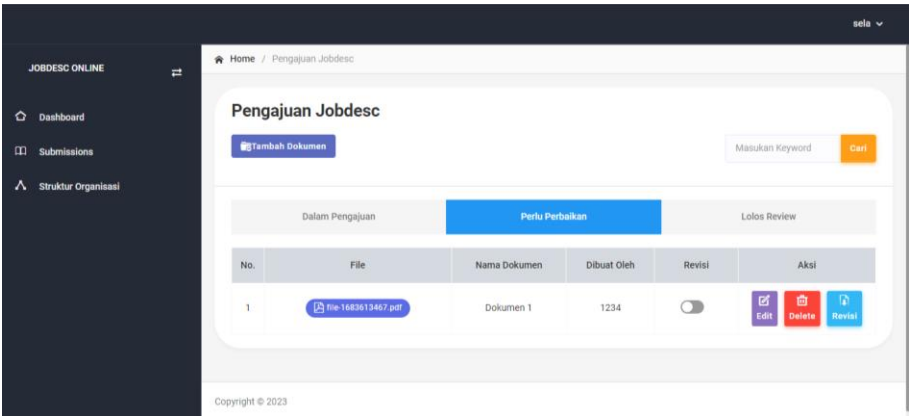 sela
JOBDESC ONLINE
Home / Pengajuan Jobdesc
Dashboard
Submissions
Struktur Organisasi
Pengajuan Jobdesc
Tambah Dokumen
Masukan Keyword Cari
Dalam Pengajuan Perlu Perbaikan Lolos Review
No. File Nama Dokumen Dibuat Oleh Revisi Aksi
1 file-1683613467.pdf Dokumen 1 1234 Edit Delete Revisi
Copyright © 2023